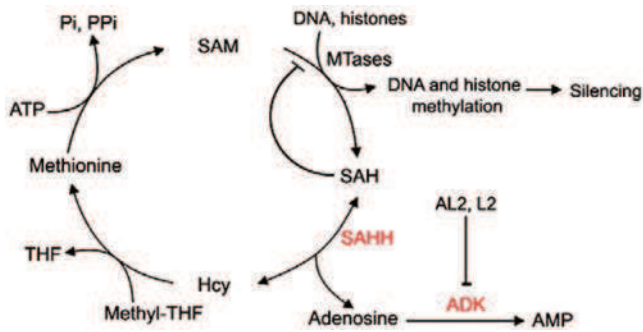 Pi, PPi
DNA, histones
SAM
MTases
ATP
DNA and histone
methylation
Silencing
Methionine
SAH
AL2, L2
SAHH
THF
Hcy
ADK
Methyl-THF
Adenosine
AMP